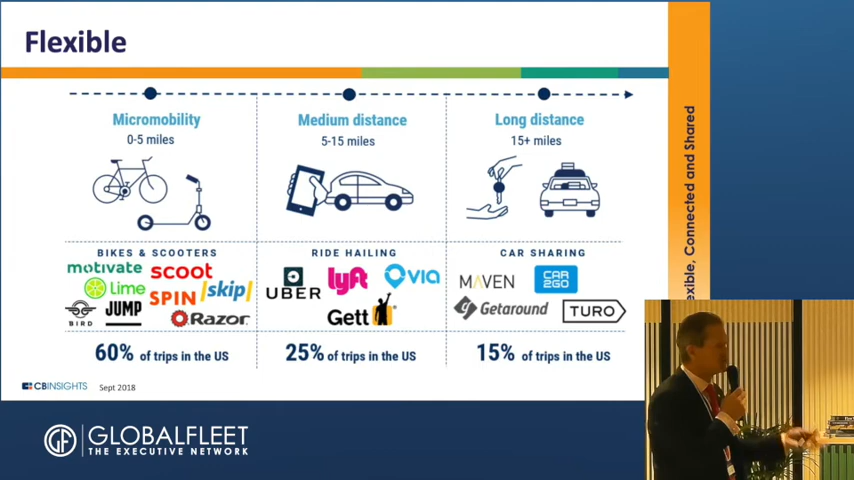 Flexible
Micromobility
0-5 miles
Medium distance
5-15 miles
Long distance
15+ miles
BIKES & SCOOTERS
motivate
scoot
Lime
SPIN
/skip/
BIRD
JUMP
Razor
60% of trips in the US
RIDE HAILING
UBER
lyft
via
Gett
25% of trips in the US
CAR SHARING
MAVEN
CAR
2GO
Getaround
TURO
15% of trips in the US
CBINSIGHTS
Sept 2018
Connected and Shared
GF
GLOBALFLEET
THE EXECUTIVE NETWORK